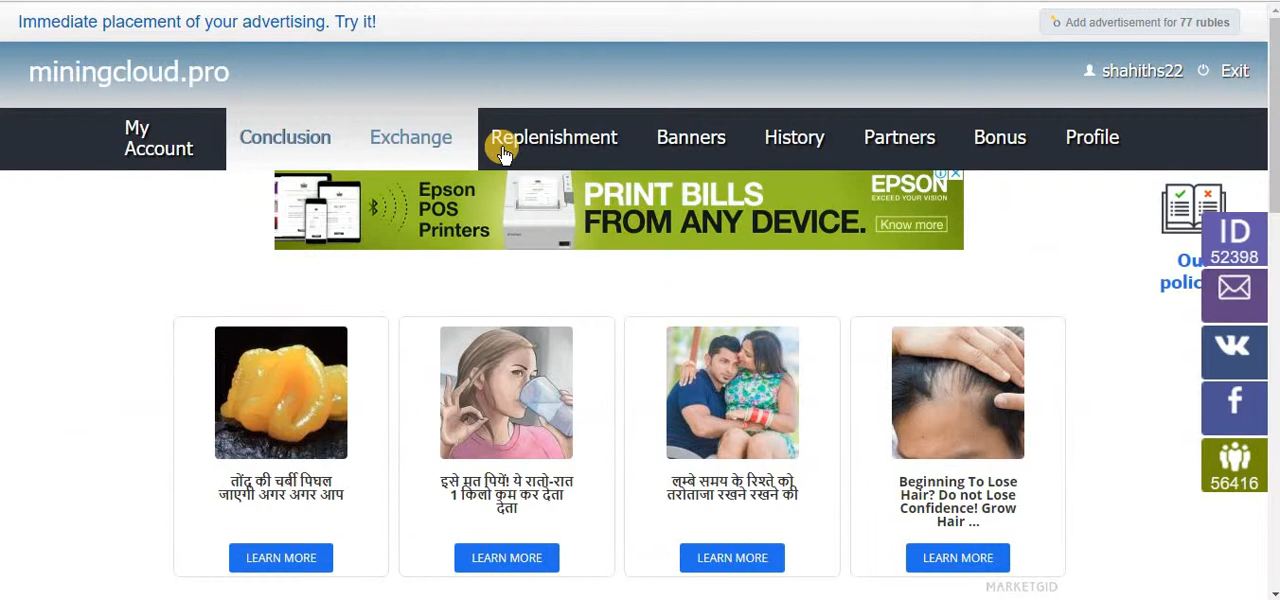 Immediate placement of your advertising. Try it!
Add advertisement for 77 rubles
miningcloud.pro
shahiths22
Exit
My
Account
Conclusion
Exchange
Replenishment
Banners
History
Partners
Bonus
Profile
Epson
POS
Printers
PRINT BILLS
FROM ANY DEVICE.
EPSON
EXCEED YOUR VISION
Know more
Our
ID
52398
56416
तोंद की चर्बी पिघल
जाएगी अगर अगर आप
LEARN MORE
इसे मत पियें! ये रातो-रात
1 किलो कम कर देता
देता
LEARN MORE
लम्बे समय के रिश्ते को
तरोताजा रखने रखने की
LEARN MORE
Beginning To Lose
Hair? Do not Lose
Confidence! Grow
Hair ...
LEARN MORE
MARKETGID